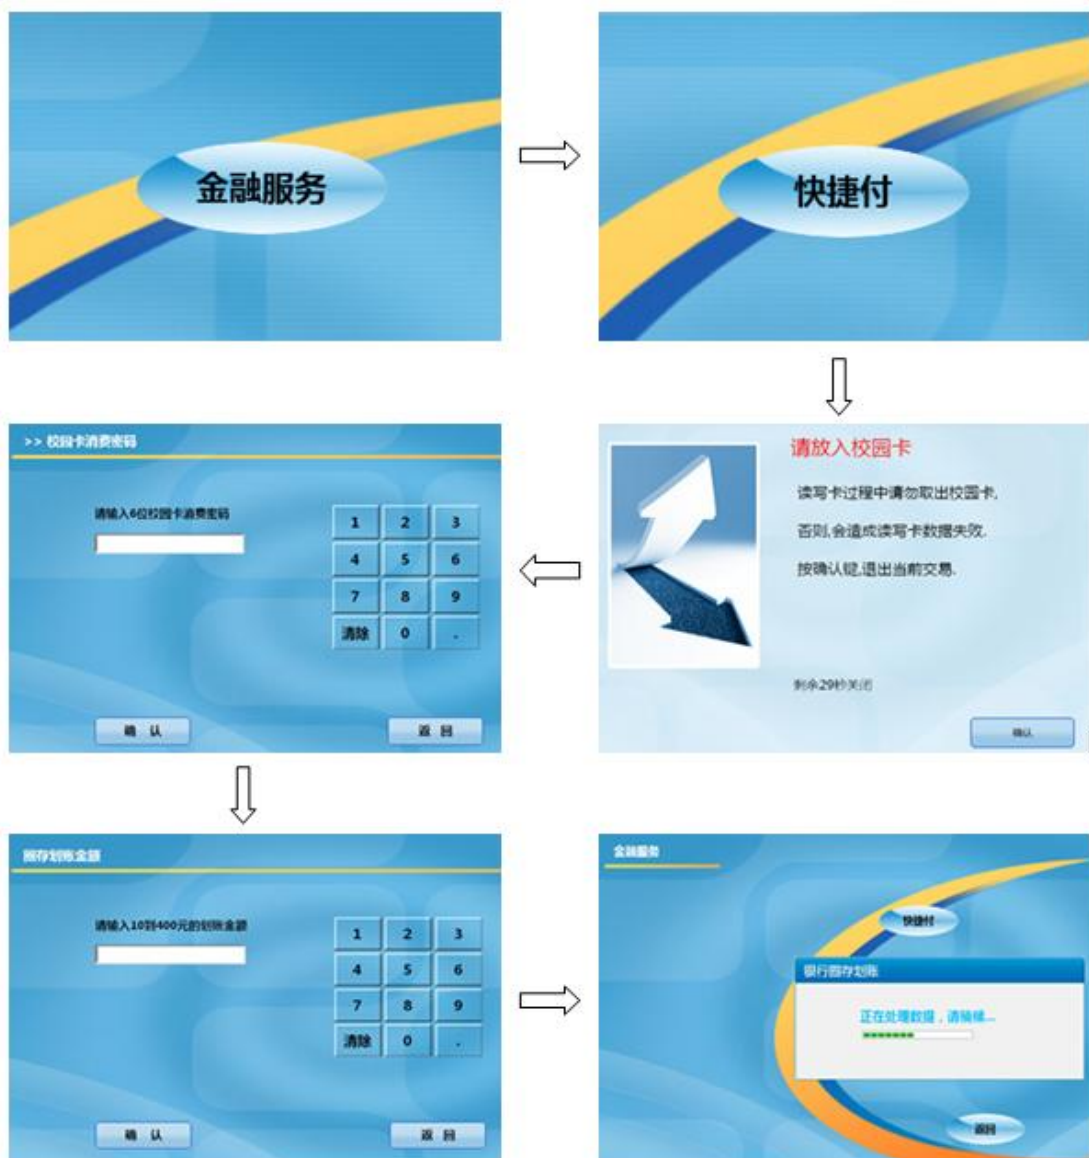 金融服务
快捷付
请放入校园卡
读写卡过程中请勿取出校园卡,
否则,会造成读写卡数据失败.
按确认键,退出当前交易.
剩余29秒关闭
确认
>> 校园卡消费密码
请输入6位校园卡消费密码
1 2 3
4 5 6
7 8 9
清除 0 .
确 认
返 回
圈存划账金额
请输入10到400元的划账金额
1 2 3
4 5 6
7 8 9
清除 0 .
确 认
返 回
金融服务
快捷付
银行圈存划账
正在处理数据，请稍候...
返回